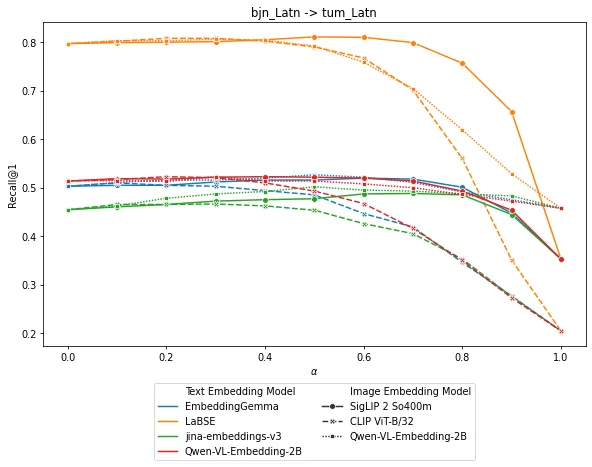 bjn_Latn -> tum_Latn
Recall@1
0.8
0.7
0.6
0.5
0.4
0.3
0.2
0.0
0.2
0.4
0.6
0.8
1.0
α
Text Embedding Model
EmbeddingGemma
LaBSE
jina-embeddings-v3
Qwen-VL-Embedding-2B
Image Embedding Model
SigLIP 2 So400m
CLIP ViT-B/32
Qwen-VL-Embedding-2B